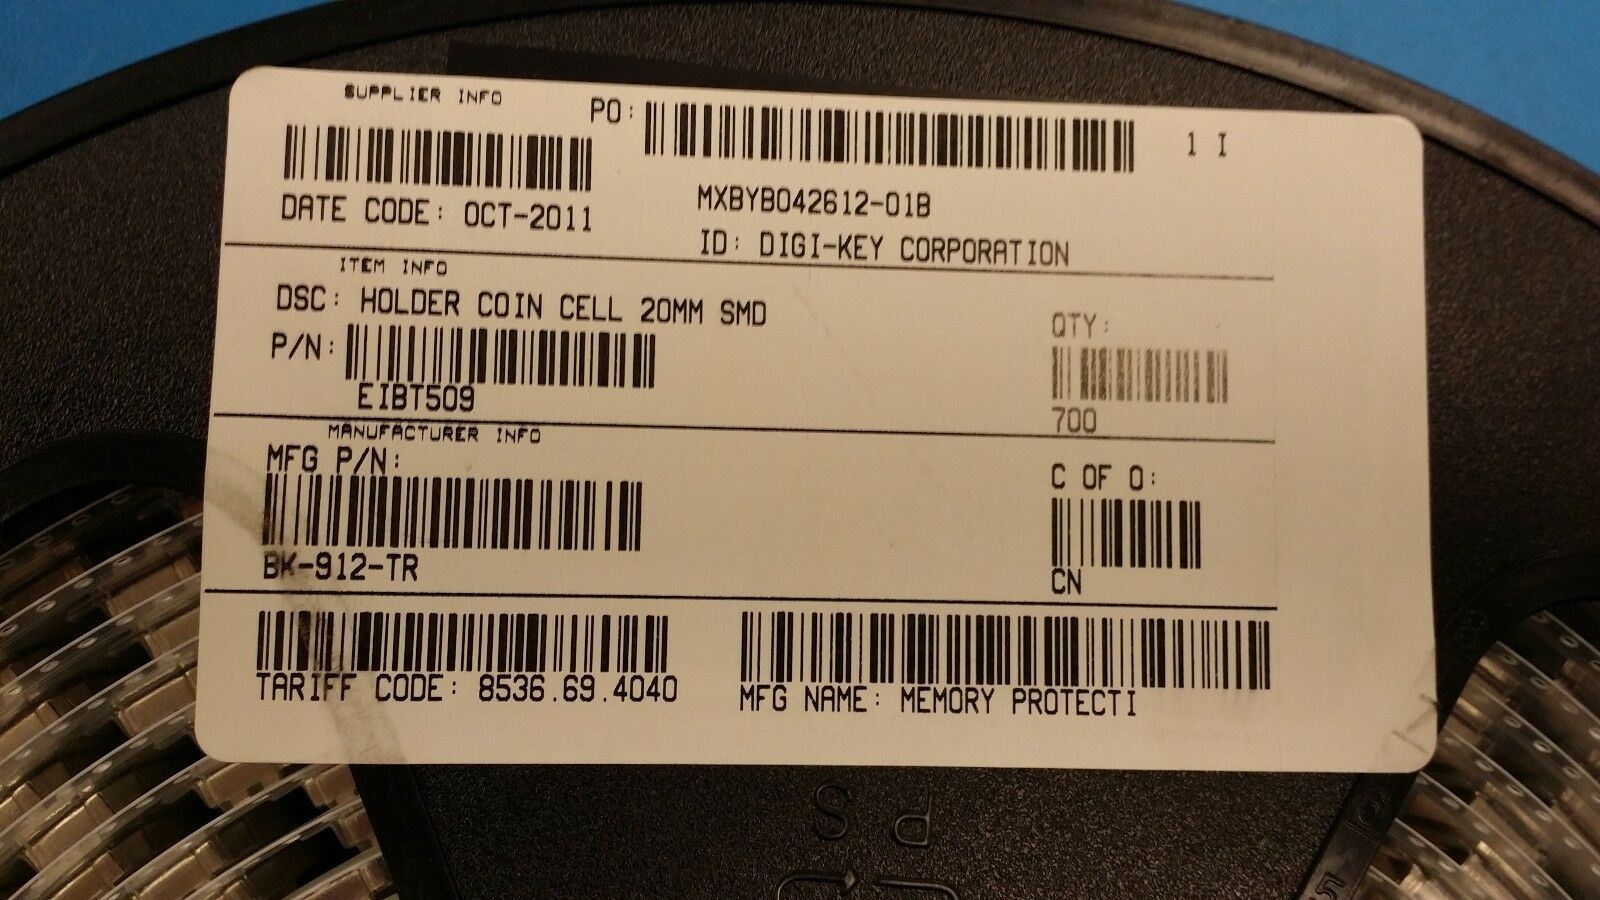 SUPPLIER INFO
PO:
1 I
DATE CODE: OCT-2011
MXBYB042612-01B
ID: DIGI-KEY CORPORATION
ITEM INFO
DSC: HOLDER COIN CELL 20MM SMD
P/N:
QTY:
EIBT509
700
MANUFACTURER INFO
MFG P/N:
C OF O:
BK-912-TR
CN
TARIFF CODE: 8536.69.4040
MFG NAME: MEMORY PROTECTI
PS